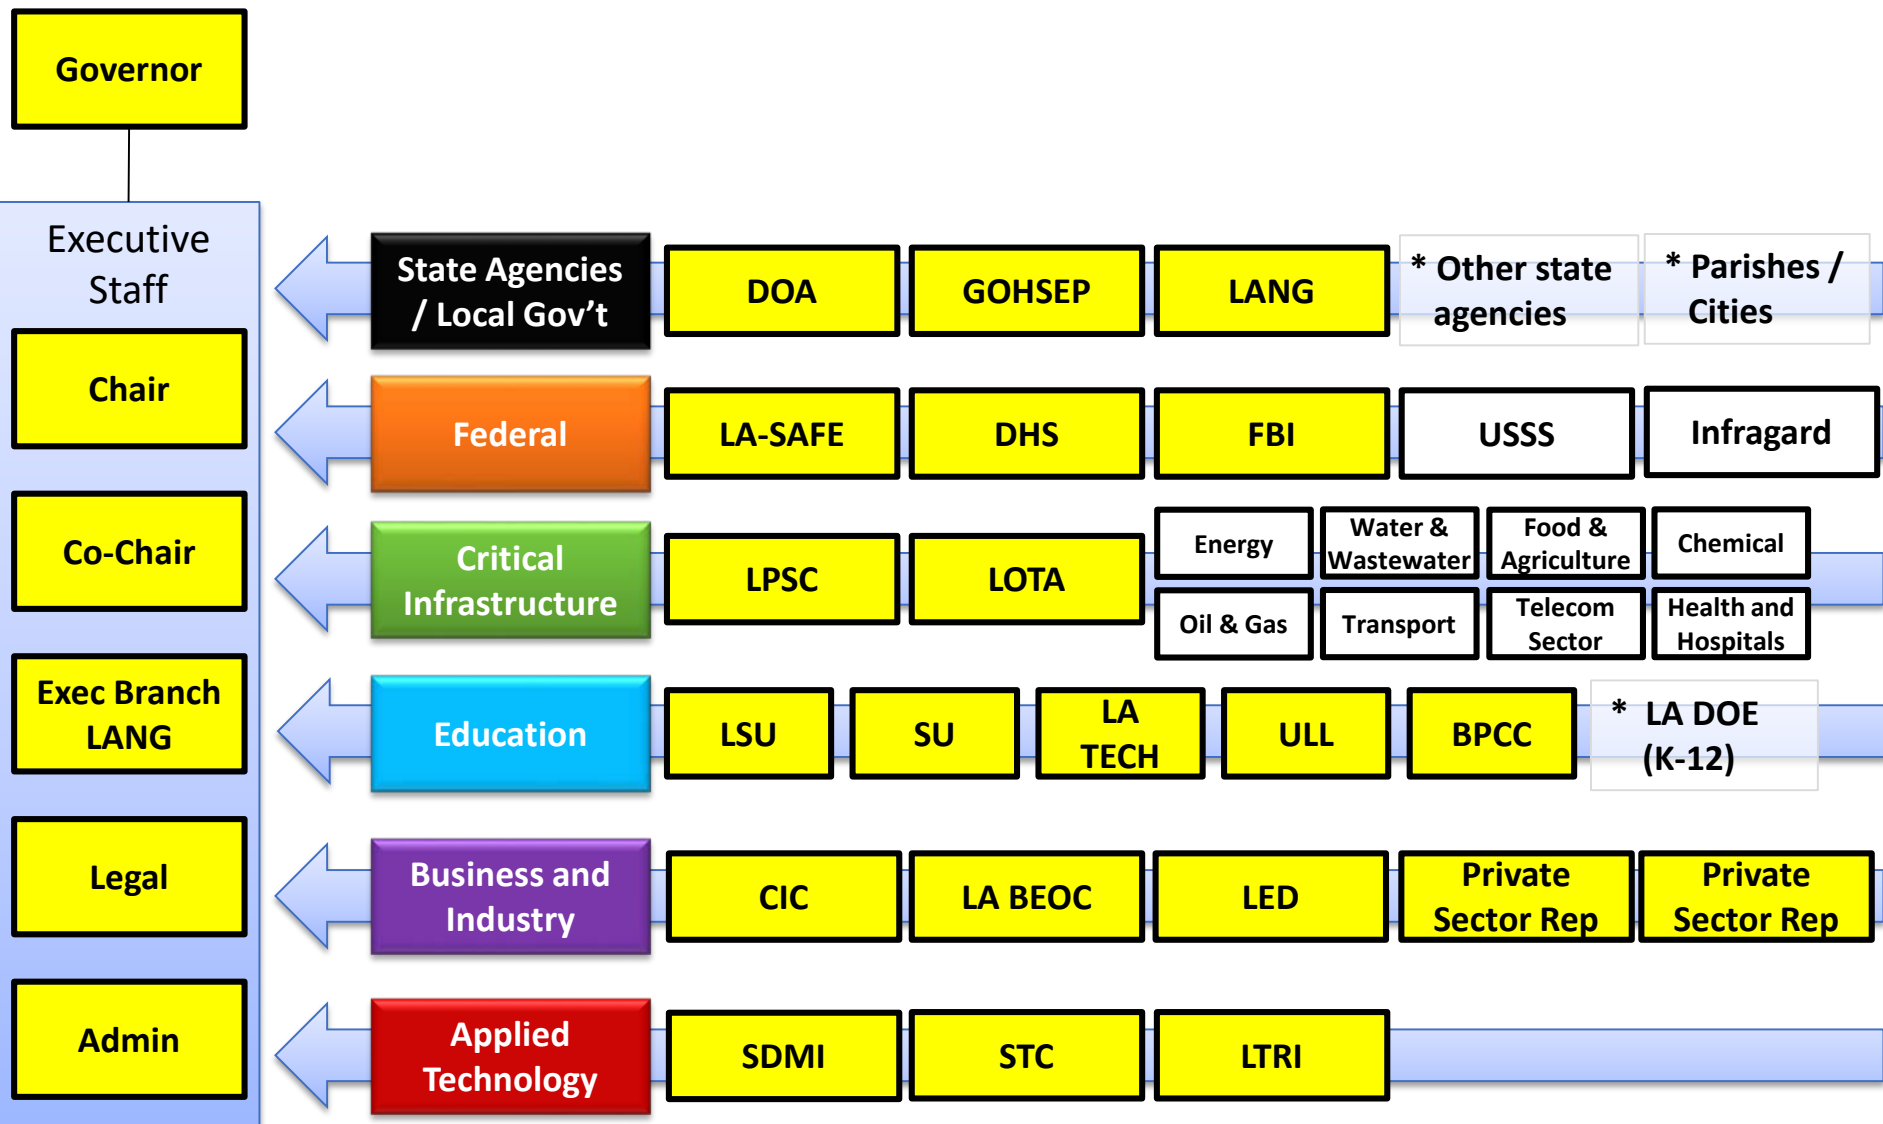 Governor
Executive
Staff
Chair
Co-Chair
Exec Branch
LANG
Legal
Admin
State Agencies
/ Local Gov’t
DOA
GOHSEP
LANG
* Other state
agencies
* Parishes /
Cities
Federal
LA-SAFE
DHS
FBI
USSS
Infragard
Critical
Infrastructure
LPSC
LOTA
Energy
Water &
Wastewater
Food &
Agriculture
Chemical
Oil & Gas
Transport
Telecom
Sector
Health and
Hospitals
Education
LSU
SU
LA
TECH
ULL
BPCC
* LA DOE
(K-12)
Business and
Industry
CIC
LA BEOC
LED
Private
Sector Rep
Private
Sector Rep
Applied
Technology
SDMI
STC
LTRI